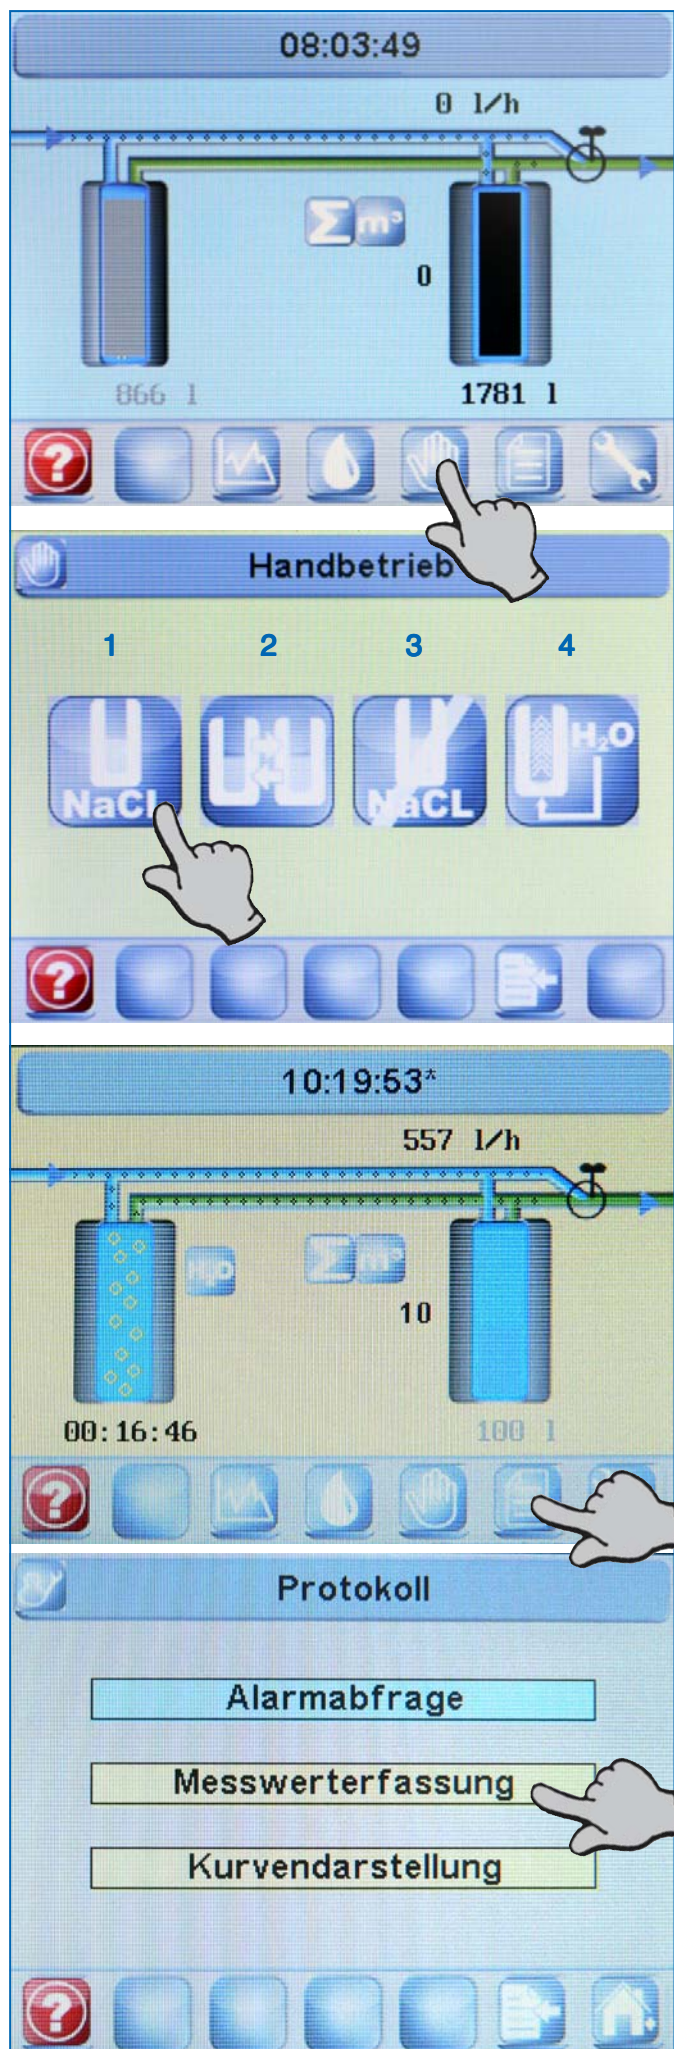 08:03:49
0 l/h
Σ m³
0
866 l
1781 l
?
Handbetrieb
1 2 3 4
NaCL
NaCL
H₂O
?
10:19:53*
557 l/h
H₂O
Σ m³
10
00:16:46
100 l
?
Protokoll
Alarmabfrage
Messwerterfassung
Kurvendarstellung
?